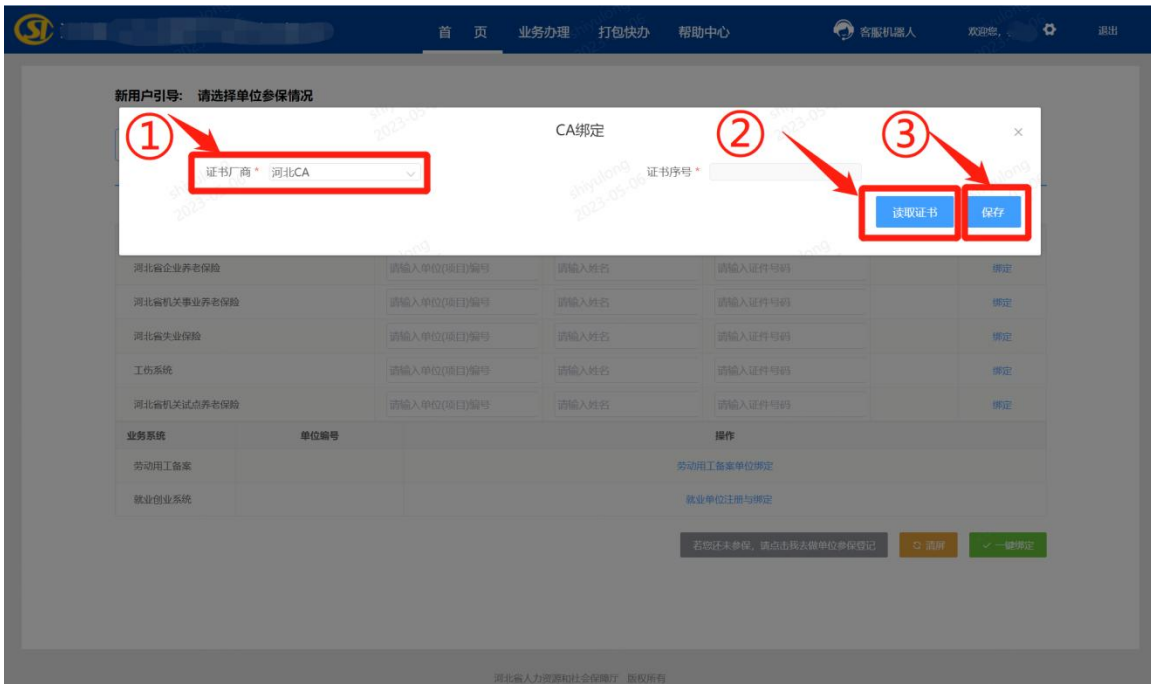 首 页 业务办理 打包快办 帮助中心 客服机器人 欢迎您, 退出
新用户引导: 请选择单位参保情况
① CA绑定 ② ③ ×
证书厂商 * 河北CA 证书序号 *
读取证书 保存
河北省企业养老保险 请输入单位(项目)编号 请输入姓名 请输入证件号码 绑定
河北省机关事业养老保险 请输入单位(项目)编号 请输入姓名 请输入证件号码 绑定
河北省失业保险 请输入单位(项目)编号 请输入姓名 请输入证件号码 绑定
工伤系统 请输入单位(项目)编号 请输入姓名 请输入证件号码 绑定
河北省机关试点养老保险 请输入单位(项目)编号 请输入姓名 请输入证件号码 绑定
业务系统 单位编号 操作
劳动用工备案 劳动用工备案单位绑定
就业创业系统 就业单位注册与绑定
若您还未参保，请点击我去做单位参保登记 清屏 一键绑定
河北省人力资源和社会保障厅 版权所有